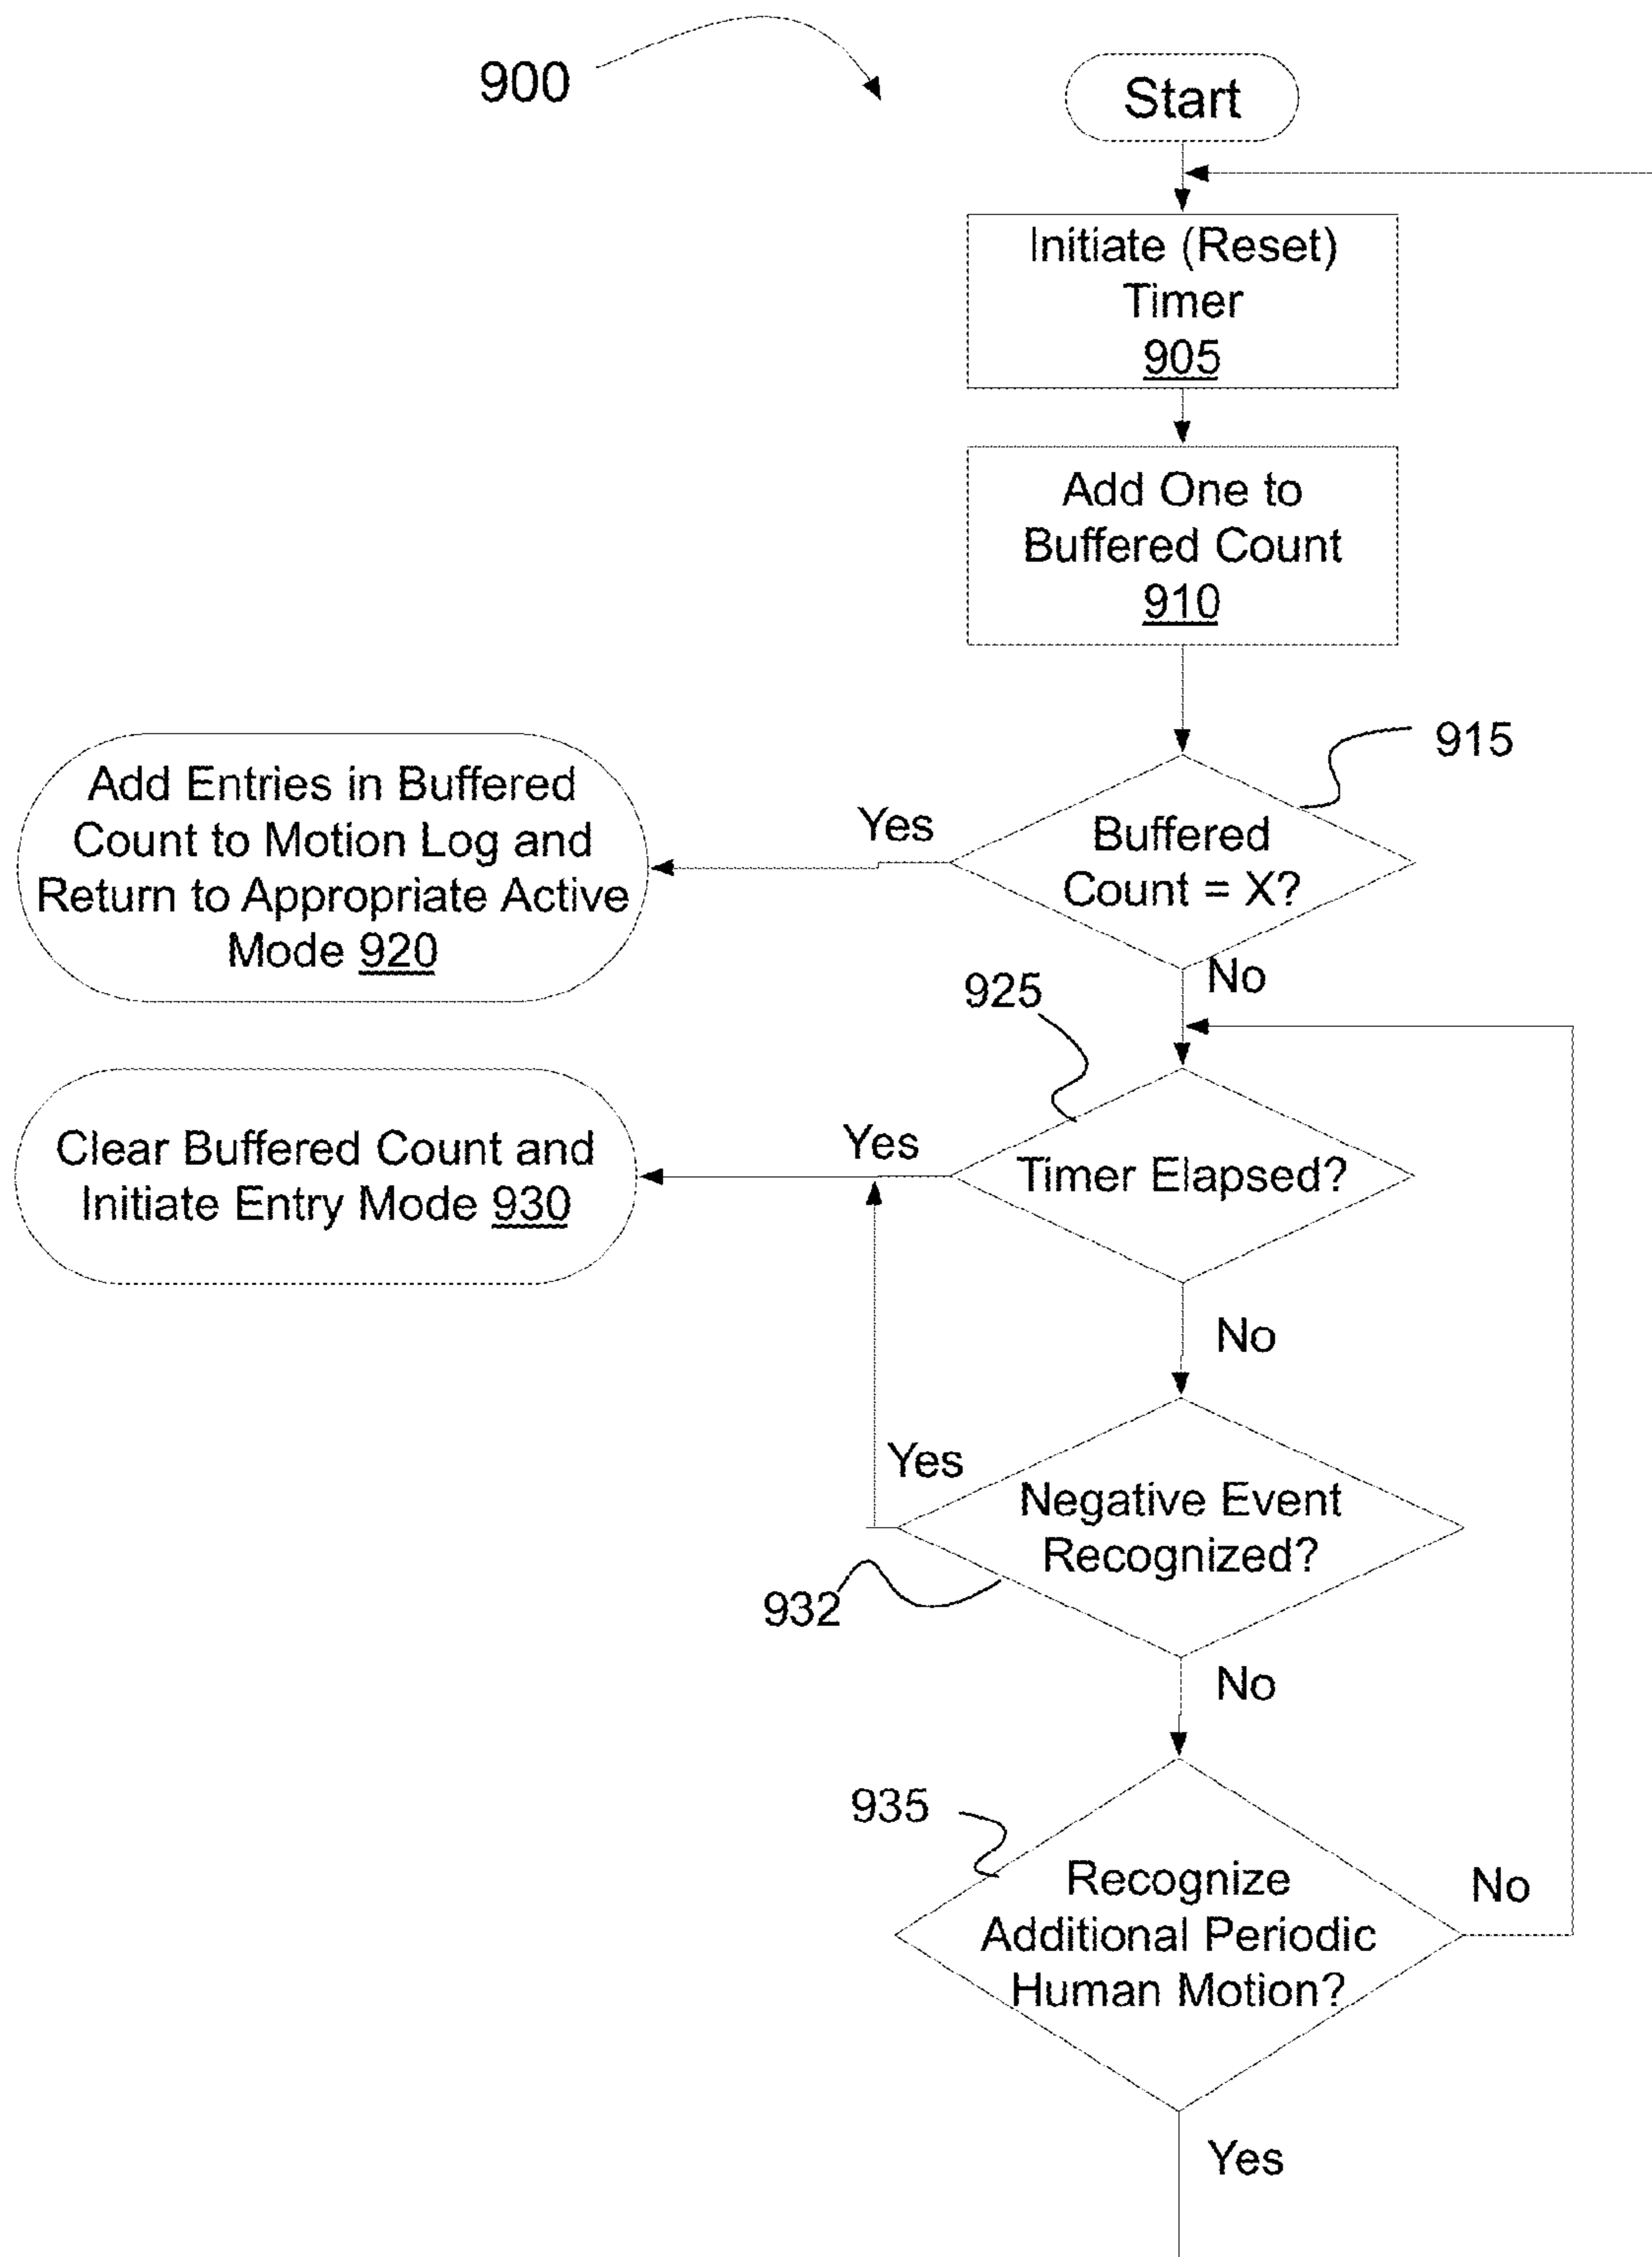 900
Start
Initiate (Reset)
Timer
905
Add One to
Buffered Count
910
915
Buffered
Count = X?
Yes
Add Entries in Buffered
Count to Motion Log and
Return to Appropriate Active
Mode 920
No
925
Timer Elapsed?
Yes
Clear Buffered Count and
Initiate Entry Mode 930
No
Yes
Negative Event
Recognized?
932
No
935
Recognize
Additional Periodic
Human Motion?
No
Yes